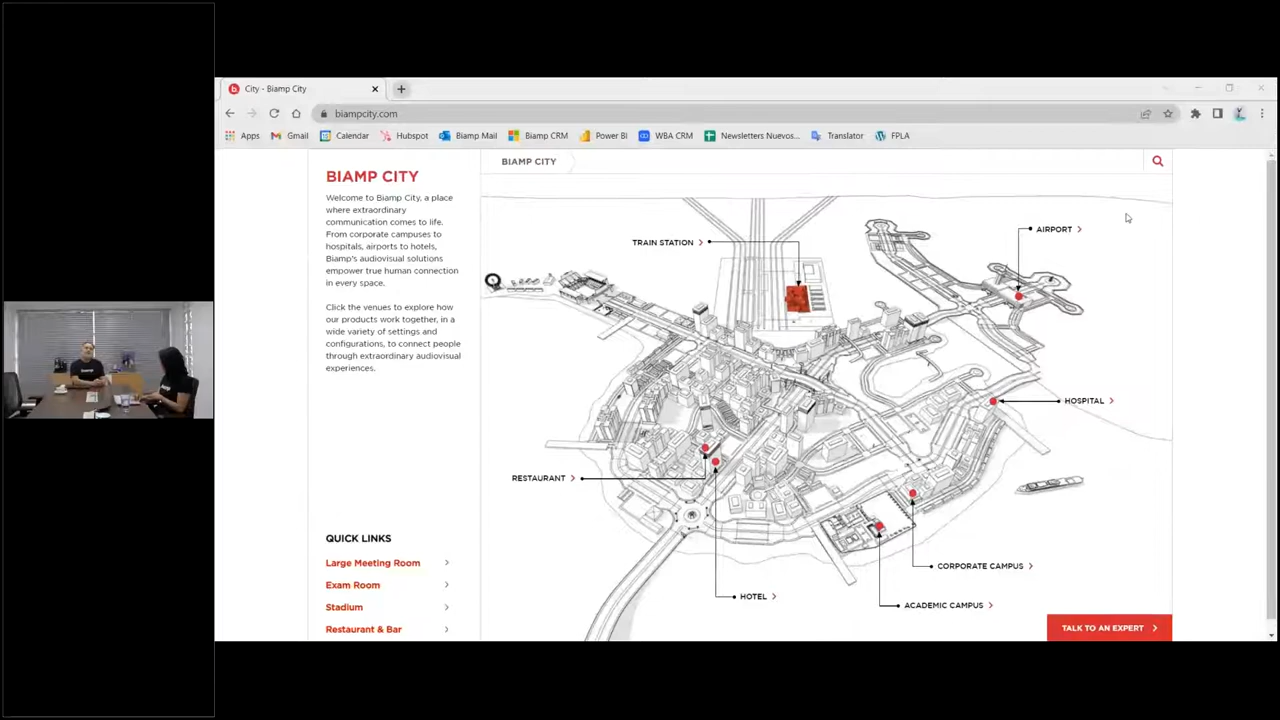 City - Biamp City
biampcity.com
Apps
Gmail
Calendar
Hubspot
Biamp Mail
Biamp CRM
Power BI
WBA CRM
Newsletters Nuevos...
Translator
FPLA
BIAMP CITY
Welcome to Biamp City, a place
where extraordinary
communication comes to life.
From corporate campuses to
hospitals, airports to hotels,
Biamp's audiovisual solutions
empower true human connection
in every space.
Click the venues to explore how
our products work together, in a
wide variety of settings and
configurations, to connect people
through extraordinary audiovisual
experiences.
QUICK LINKS
Large Meeting Room
Exam Room
Stadium
Restaurant & Bar
BIAMP CITY
TRAIN STATION
AIRPORT
HOSPITAL
RESTAURANT
CORPORATE CAMPUS
HOTEL
ACADEMIC CAMPUS
TALK TO AN EXPERT